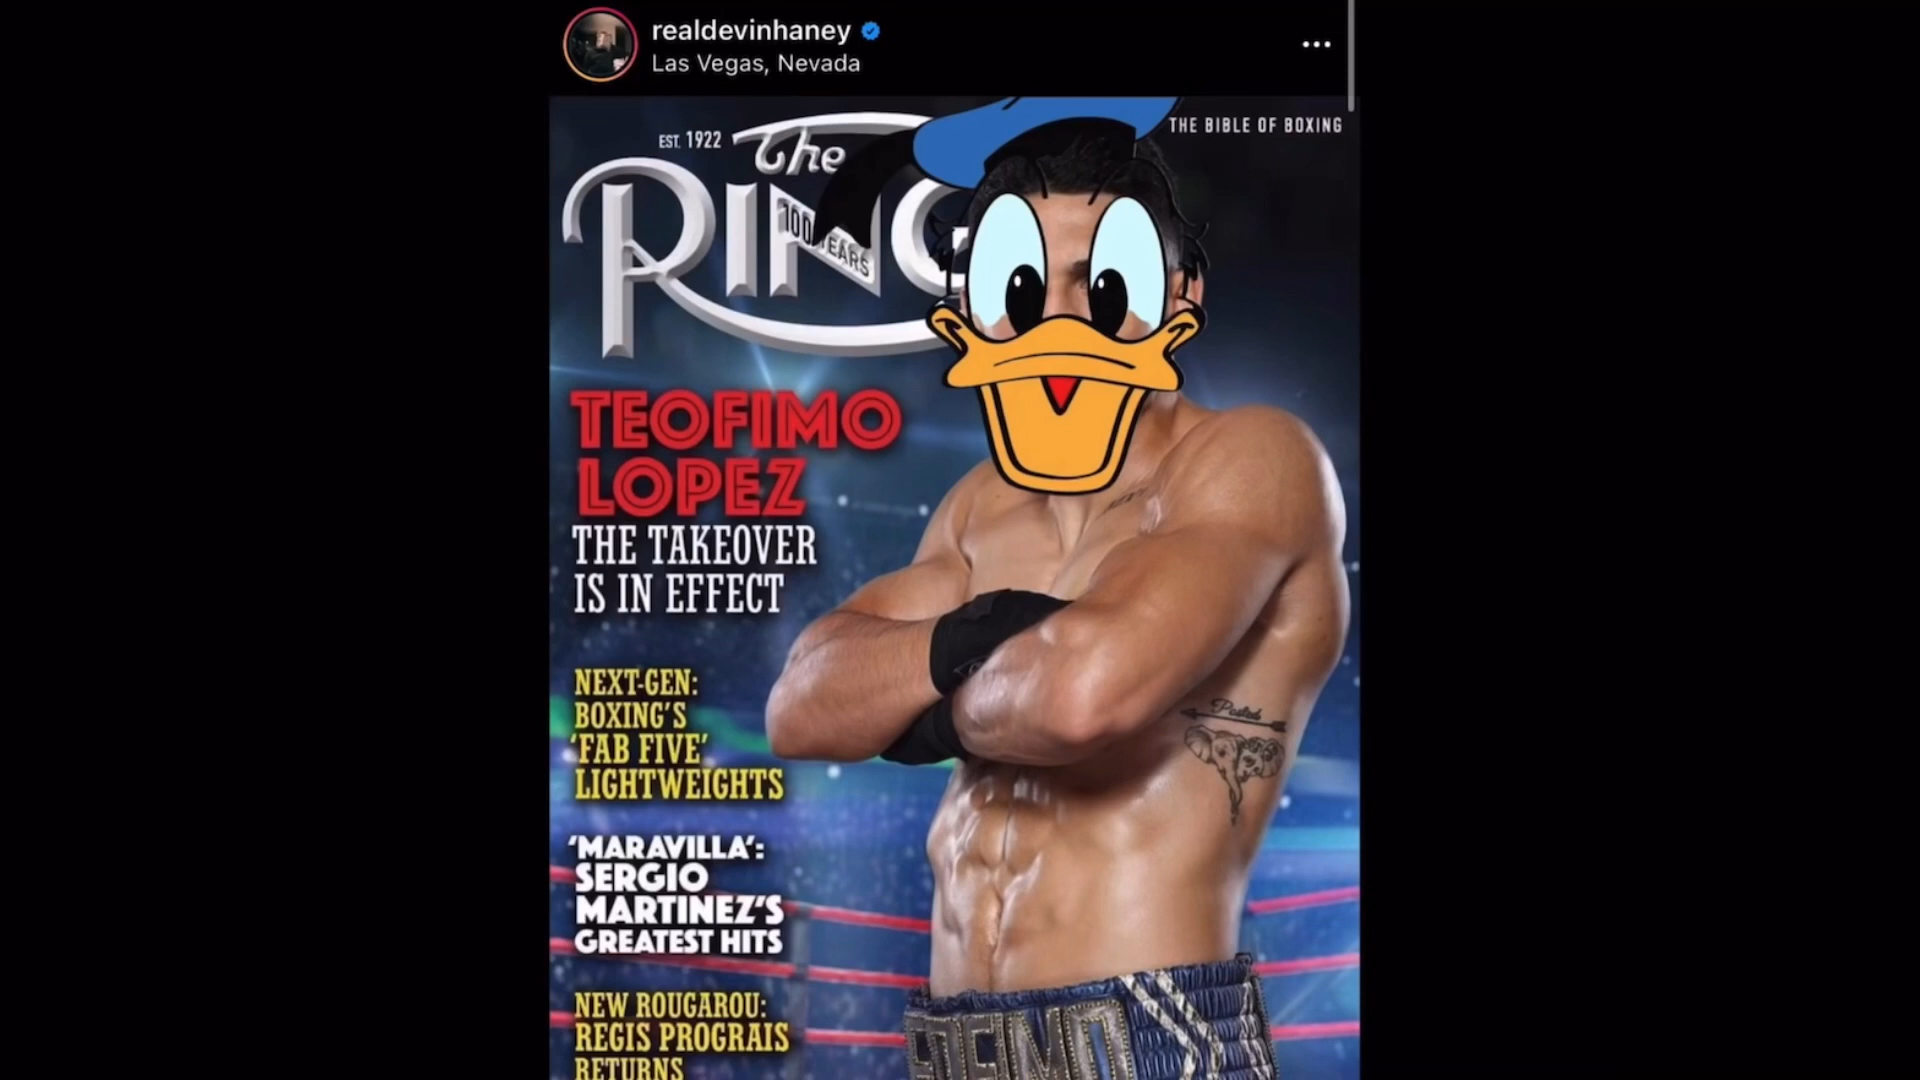 realdevinhaney
Las Vegas, Nevada
THE BIBLE OF BOXING
EST. 1922
The
RING
100 YEARS
TEOFIMO
LOPEZ
THE TAKEOVER
IS IN EFFECT
NEXT-GEN:
BOXING'S
'FAB FIVE'
LIGHTWEIGHTS
'MARAVILLA':
SERGIO
MARTINEZ'S
GREATEST HITS
NEW ROUGAROU:
REGIS PROGRAIS
RETURNS